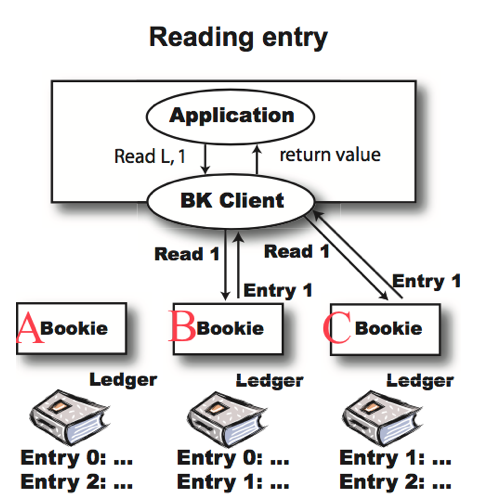 Reading entry
Application
Read L, 1
return value
BK Client
Read 1
Read 1
Entry 1
Entry 1
A Bookie
B Bookie
C Bookie
Ledger
Ledger
Ledger
Entry 0: ...
Entry 2: ...
Entry 0: ...
Entry 1: ...
Entry 1: ...
Entry 2: ...